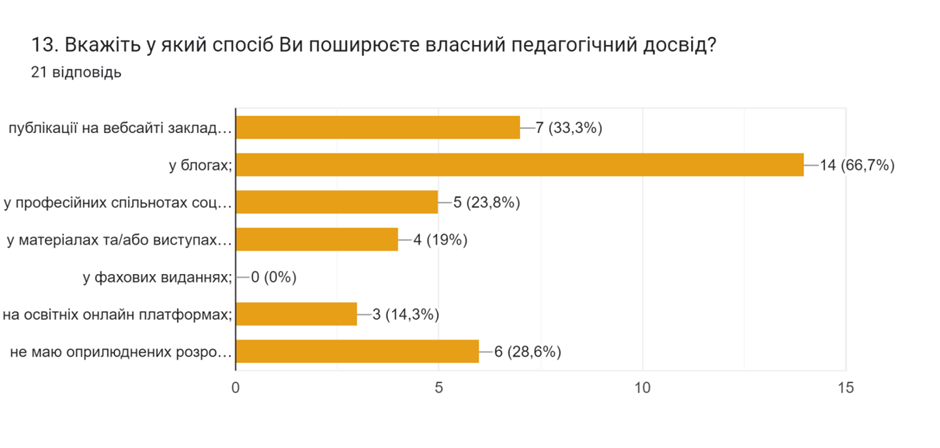 13. Вкажіть у який спосіб Ви поширюєте власний педагогічний досвід?
21 відповідь
публікації на вебсайті заклад… 7 (33,3%)
у блогах; 14 (66,7%)
у професійних спільнотах соц… 5 (23,8%)
у матеріалах та/або виступах… 4 (19%)
у фахових виданнях; 0 (0%)
на освітніх онлайн платформах; 3 (14,3%)
не маю оприлюднених розро… 6 (28,6%)
0 5 10 15